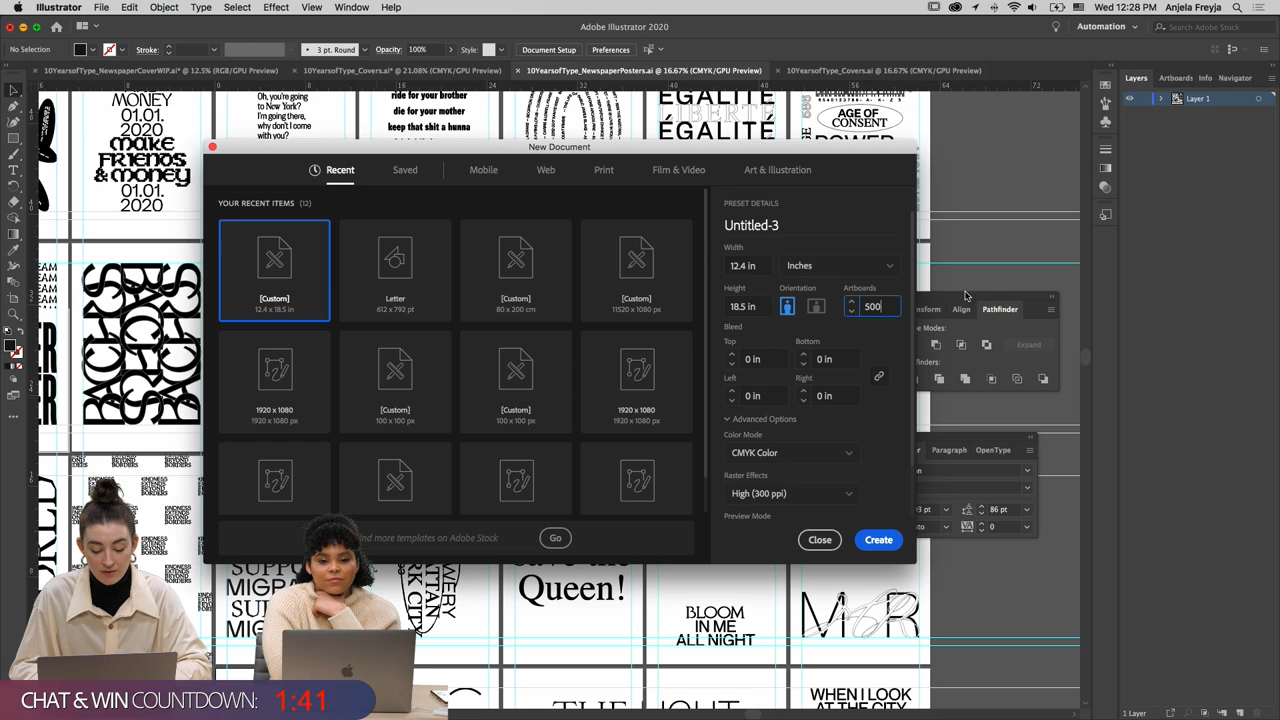 Illustrator File Edit Object Type Select Effect View Window Help
Wed 12:28 PM Anjela Freyja
Adobe Illustrator 2020
Automation
Search Adobe Stock
No Selection Stroke: 3 pt. Round Opacity: 100% Style: Document Setup Preferences
10YearsofType_NewspaperCoverWIP.ai* @ 12.5% (RGB/GPU Preview)
10YearsofType_Covers.ai* @ 21.08% (CMYK/GPU Preview)
10YearsofType_NewspaperPosters.ai @ 16.67% (CMYK/GPU Preview)
10YearsofType_Covers.ai @ 16.67% (CMYK/GPU Preview)
Layers Artboards Info Navigator
Layer 1
MONEY
01.01.
2020
make
FRIENDS
& money
01.01.
2020
Oh, you're
going to
New York?
I'm going there,
why don't I come
with you?
ride for your brother
die for your mother
keep that shit a hunna
ÉGALITÉ
LIBERTÉ
ÉGALITÉ
AGE OF
CONSENT
POWER
New Document
Recent Saved Mobile Web Print Film & Video Art & Illustration
YOUR RECENT ITEMS (12)
[Custom]
12.4 x 18.5 in
Letter
612 x 792 pt
[Custom]
80 x 200 cm
[Custom]
11520 x 1080 px
1920 x 1080
1920 x 1080 px
[Custom]
100 x 100 px
[Custom]
100 x 100 px
1920 x 1080
1920 x 1080 px
find more templates on Adobe Stock
Go
PRESET DETAILS
Untitled-3
Width
12.4 in Inches
Height Orientation Artboards
18.5 in 500
Bleed
Top Bottom
0 in 0 in
Left Right
0 in 0 in
Advanced Options
Color Mode
CMYK Color
Raster Effects
High (300 ppi)
Preview Mode
Close Create
Align Pathfinder
Expand
Paragraph OpenType
86 pt
0
KINDNESS
EXTENDS
BEYOND
BORDERS
SUPPORT
MIGRA
Queen!
BLOOM
IN ME
ALL NIGHT
M R
WHEN I LOOK
AT THE CITY
1 Layer
CHAT & WIN COUNTDOWN: 1:41